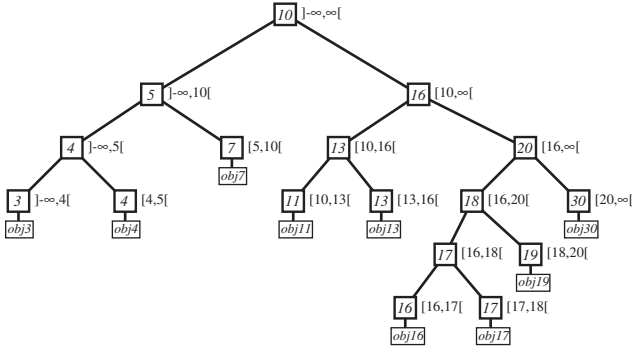 10 ]-∞,∞[
5 ]-∞,10[ 16 [10,∞[
4 ]-∞,5[ 7 [5,10[ 13 [10,16[ 20 [16,∞[
obj7
3 ]-∞,4[ 4 [4,5[ 11 [10,13[ 13 [13,16[ 18 [16,20[ 30 [20,∞[
obj3 obj4 obj11 obj13 obj30
17 [16,18[ 19 [18,20[
obj19
16 [16,17[ 17 [17,18[
obj16 obj17